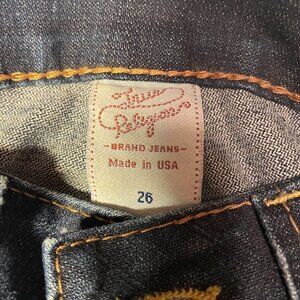 True
Religion
-BRAND JEANS-
Made in USA
26